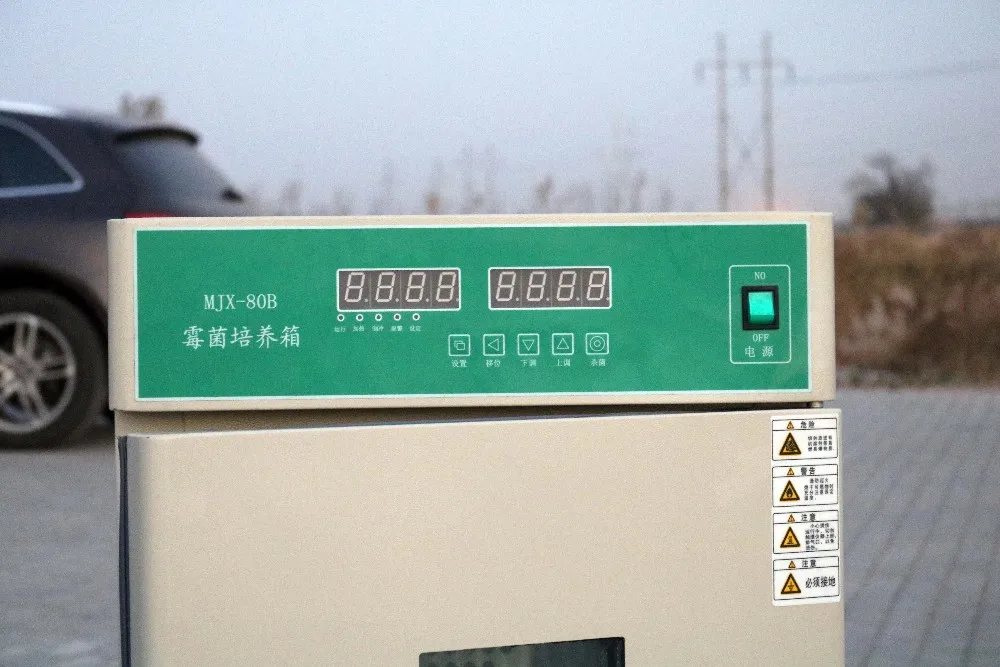 MJX-80B
霉菌培养箱
8.8.8.8
8.8.8.8
运行 加热 制冷 报警 设定
设置 移位 下调 上调 杀菌
NO
OFF
电源
危险
警告
注意
注意
必须接地